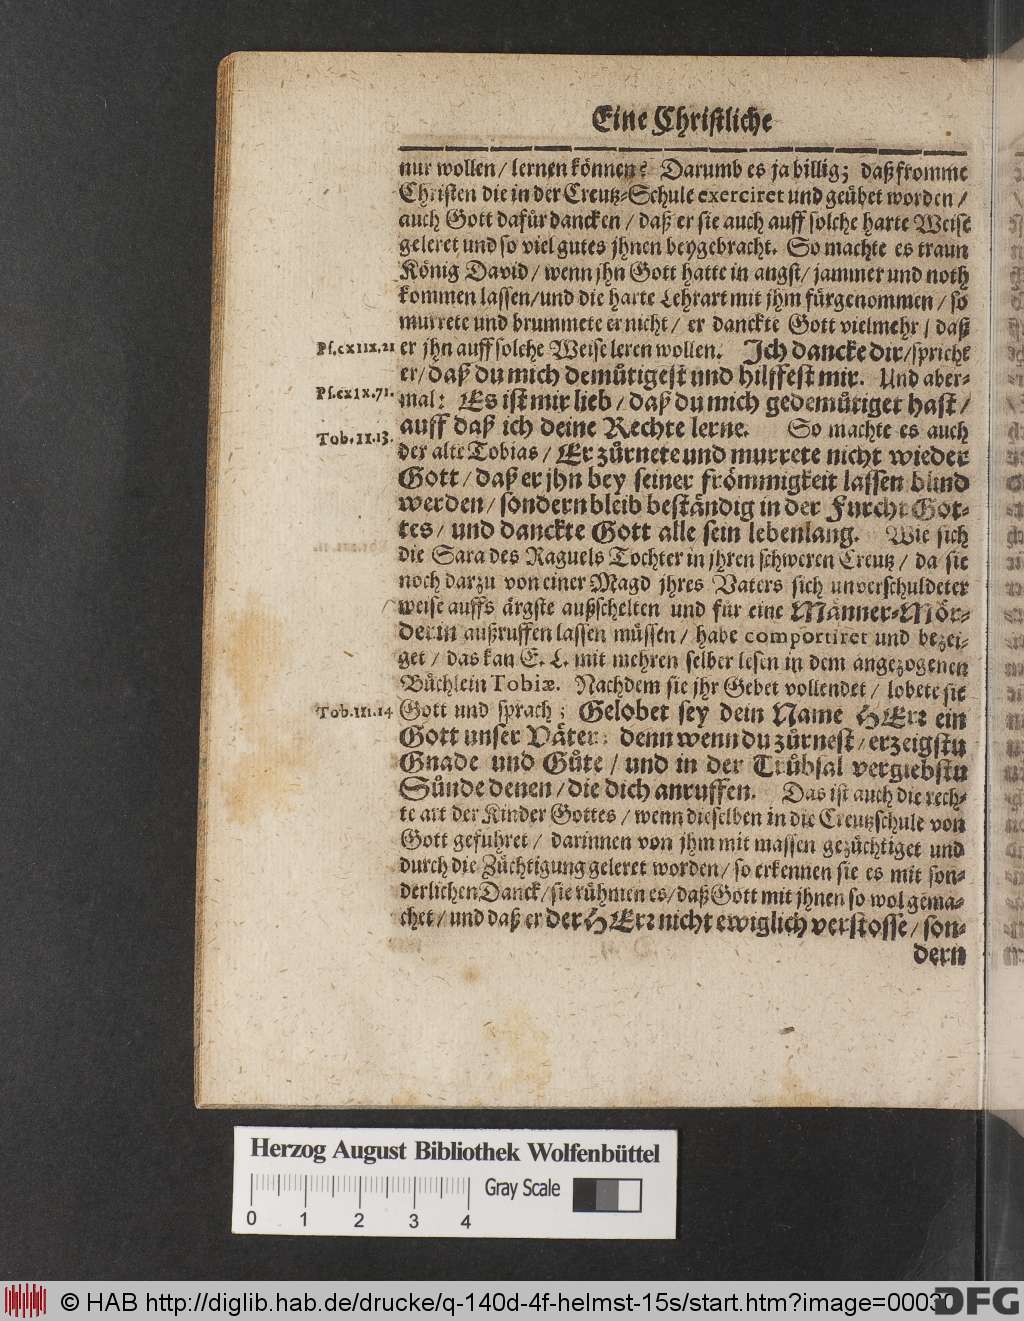 Eine Christliche
nur wollen / lernen können? Darumb es ja billig; daß fromme
Christen die in der Creutz-Schule exerciret und geübet worden /
auch Gott dafür dancken / daß er sie auch auff solche harte Weise
geleret und so viel gutes jhnen beygebracht. So machte es traun
König David / wenn jhn Gott hatte in angst / jammer und noth
kommen lassen / und die harte Lehrart mit jhm fürgenommen / so
murrete und brummete er nicht / er danckte Gott vielmehr / daß
Ps. cxiix. 21 er jhn auff solche Weise leren wollen. Ich dancke dir / spricht
er / daß du mich demütigest und hilffest mir. Und aber-
Ps. cxix. 71. mal: Es ist mir lieb / daß du mich gedemütiget hast /
auff daß ich deine Rechte lerne. So machte es auch
Tob. II. 13. der alte Tobias / Er zürnete und murrete nicht wieder
Gott / daß er jhn bey seiner frömmigkeit lassen blind
werden / sondern bleib beständig in der Furcht Got-
tes / und danckte Gott alle sein lebenlang. Wie sich
die Sara des Raguels Tochter in jhren schweren Creutz / da sie
noch darzu von einer Magd jhres Vaters sich unverschuldeter
weise auffs ärgste außschelten und für eine Männer-Mör-
derin außruffen lassen müssen / habe comportiret und bezei-
get / das kan E. L. mit mehren selber lesen in dem angezogenen
Büchlein Tobiæ. Nachdem sie jhr Gebet vollendet / lobete sie
Tob. III. 14 Gott und sprach; Gelobet sey dein Name HErr ein
Gott unser Väter: denn wenn du zürnest / erzeigstu
Gnade und Güte / und in der Trübsal vergiebstu
Sünde denen / die dich anruffen. Das ist auch die rech-
te art der Kinder Gottes / wenn dieselben in die Creutzschule von
Gott gefuhret / darinnen von jhm mit massen gezüchtiget und
durch die Züchtigung geleret worden / so erkennen sie es mit son-
derlichen Danck / sie rühmen es / daß Gott mit jhnen so wol gema-
chet / und daß er der HErr nicht ewiglich verstosse / son-
dern
Herzog August Bibliothek Wolfenbüttel
0 1 2 3 4 Gray Scale
© HAB http://diglib.hab.de/drucke/q-140d-4f-helmst-15s/start.htm?image=00030
DFG